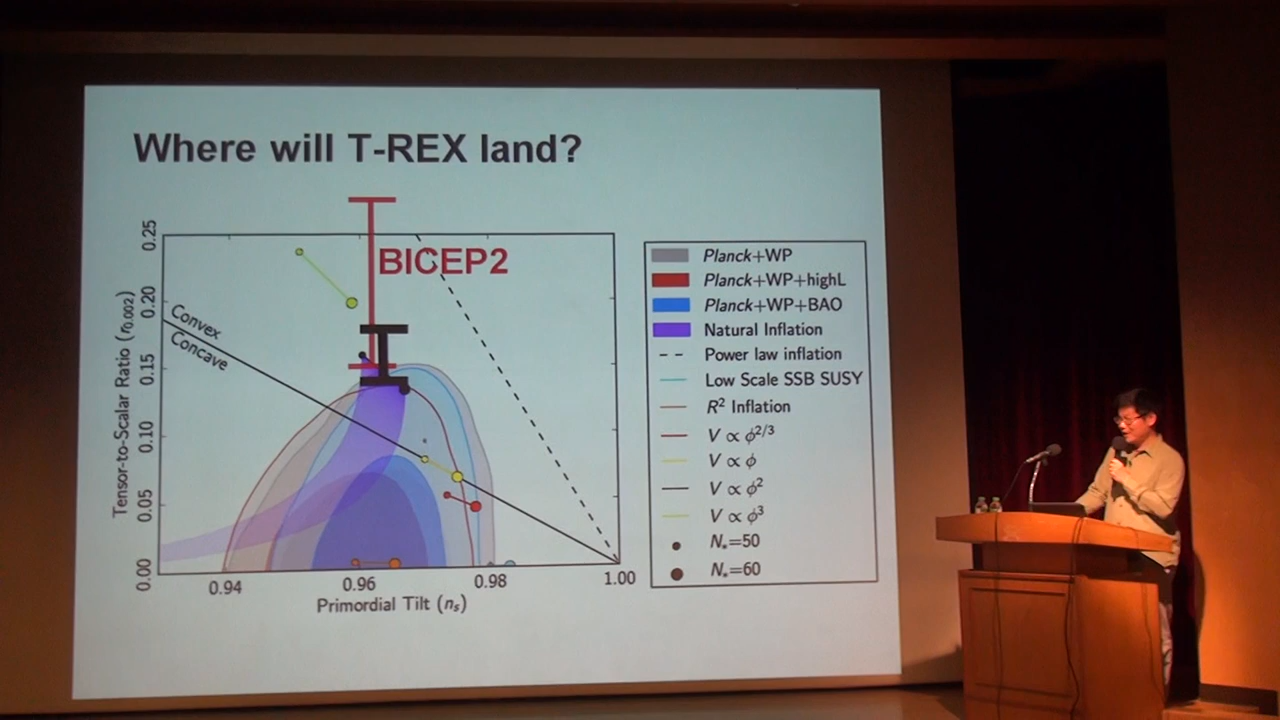 Where will T-REX land?
BICEP2
0.25
0.20
0.15
0.10
0.05
0.00
Tensor-to-Scalar Ratio (r0.002)
Convex
Concave
0.94
0.96
0.98
1.00
Primordial Tilt (ns)
Planck+WP
Planck+WP+highL
Planck+WP+BAO
Natural Inflation
Power law inflation
Low Scale SSB SUSY
R² Inflation
V ∝ ϕ^2/3
V ∝ ϕ
V ∝ ϕ²
V ∝ ϕ³
N*=50
N*=60